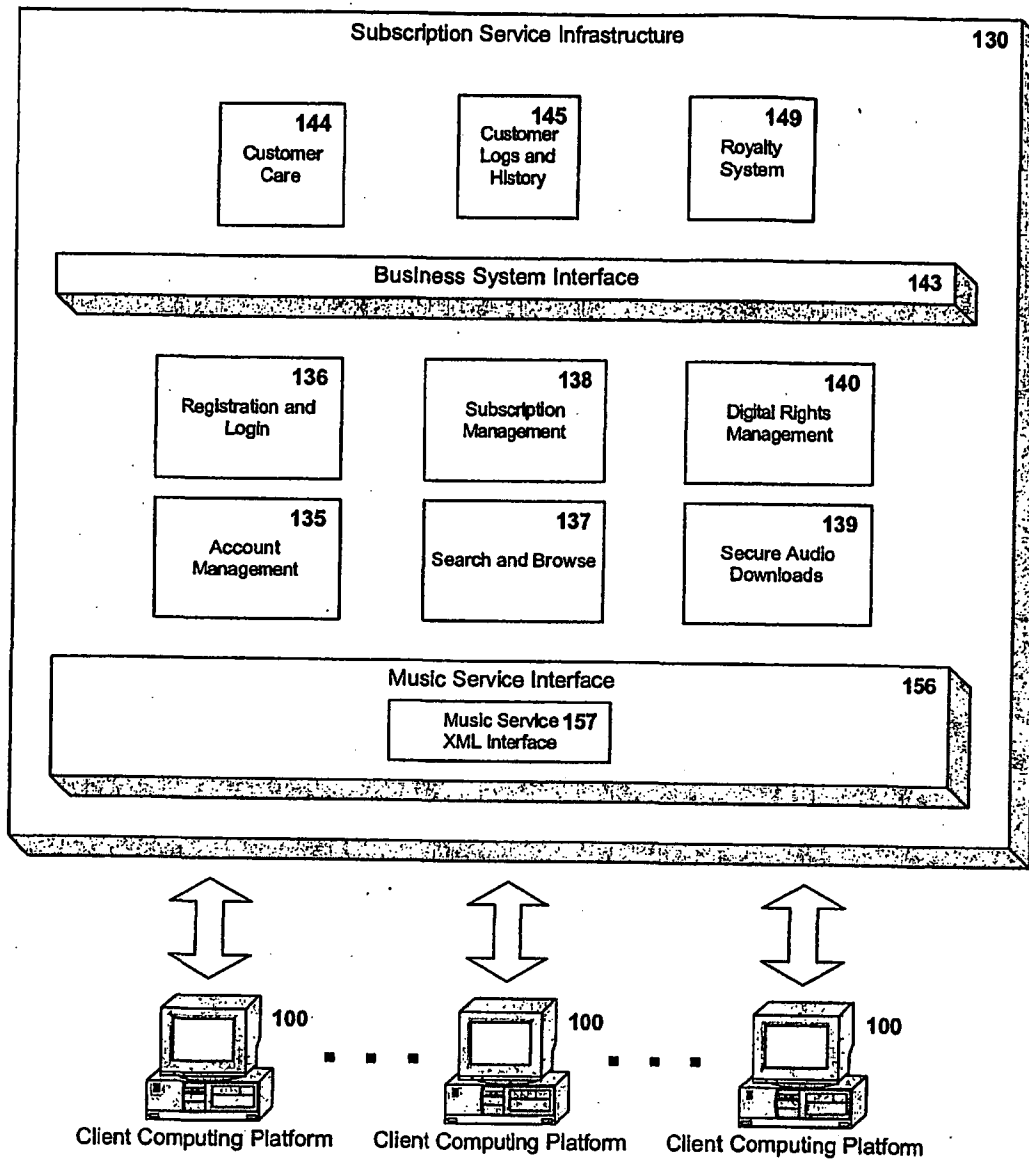 Subscription Service Infrastructure 130
144
Customer
Care
145
Customer
Logs and
History
149
Royalty
System
Business System Interface 143
136
Registration and
Login
138
Subscription
Management
140
Digital Rights
Management
135
Account
Management
137
Search and Browse
139
Secure Audio
Downloads
Music Service Interface 156
Music Service 157
XML Interface
100
100
100
Client Computing Platform
Client Computing Platform
Client Computing Platform